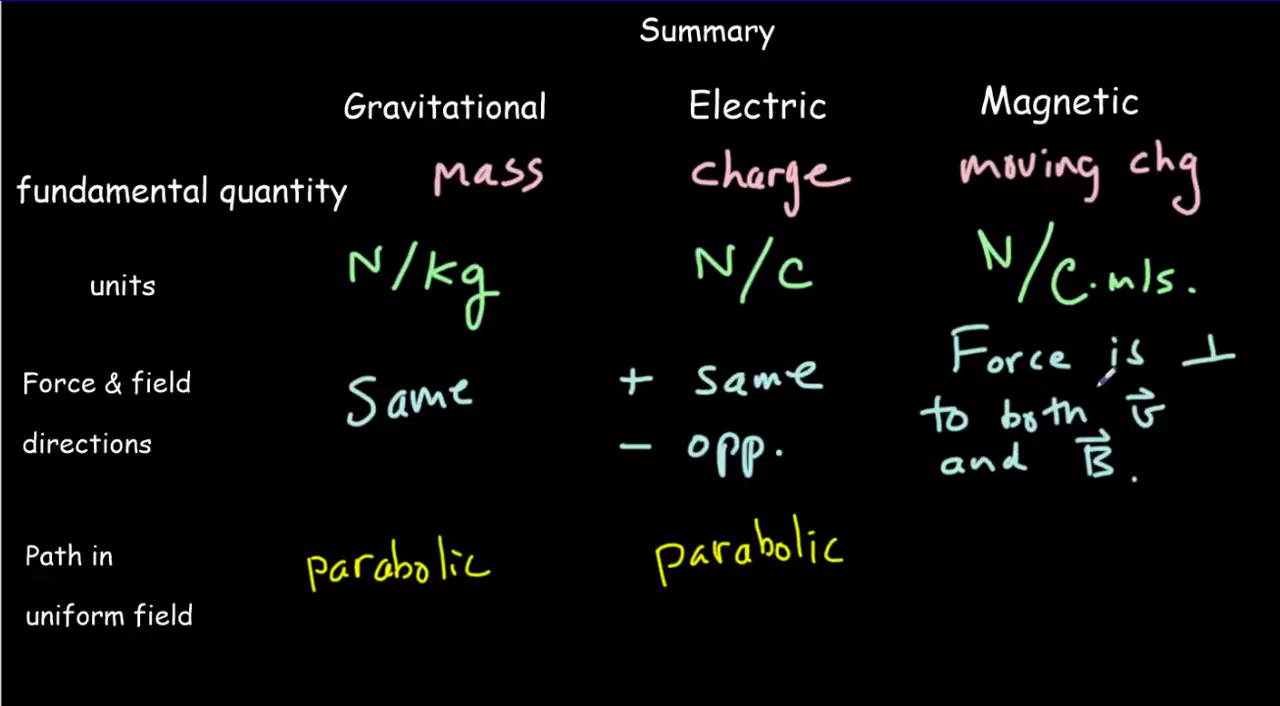 Summary
Gravitational Electric Magnetic
fundamental quantity mass charge moving chg
units N/kg N/C N/C·m/s.
Force & field Same + same Force is ⊥
directions - opp. to both v⃗
and B⃗.
Path in parabolic parabolic
uniform field